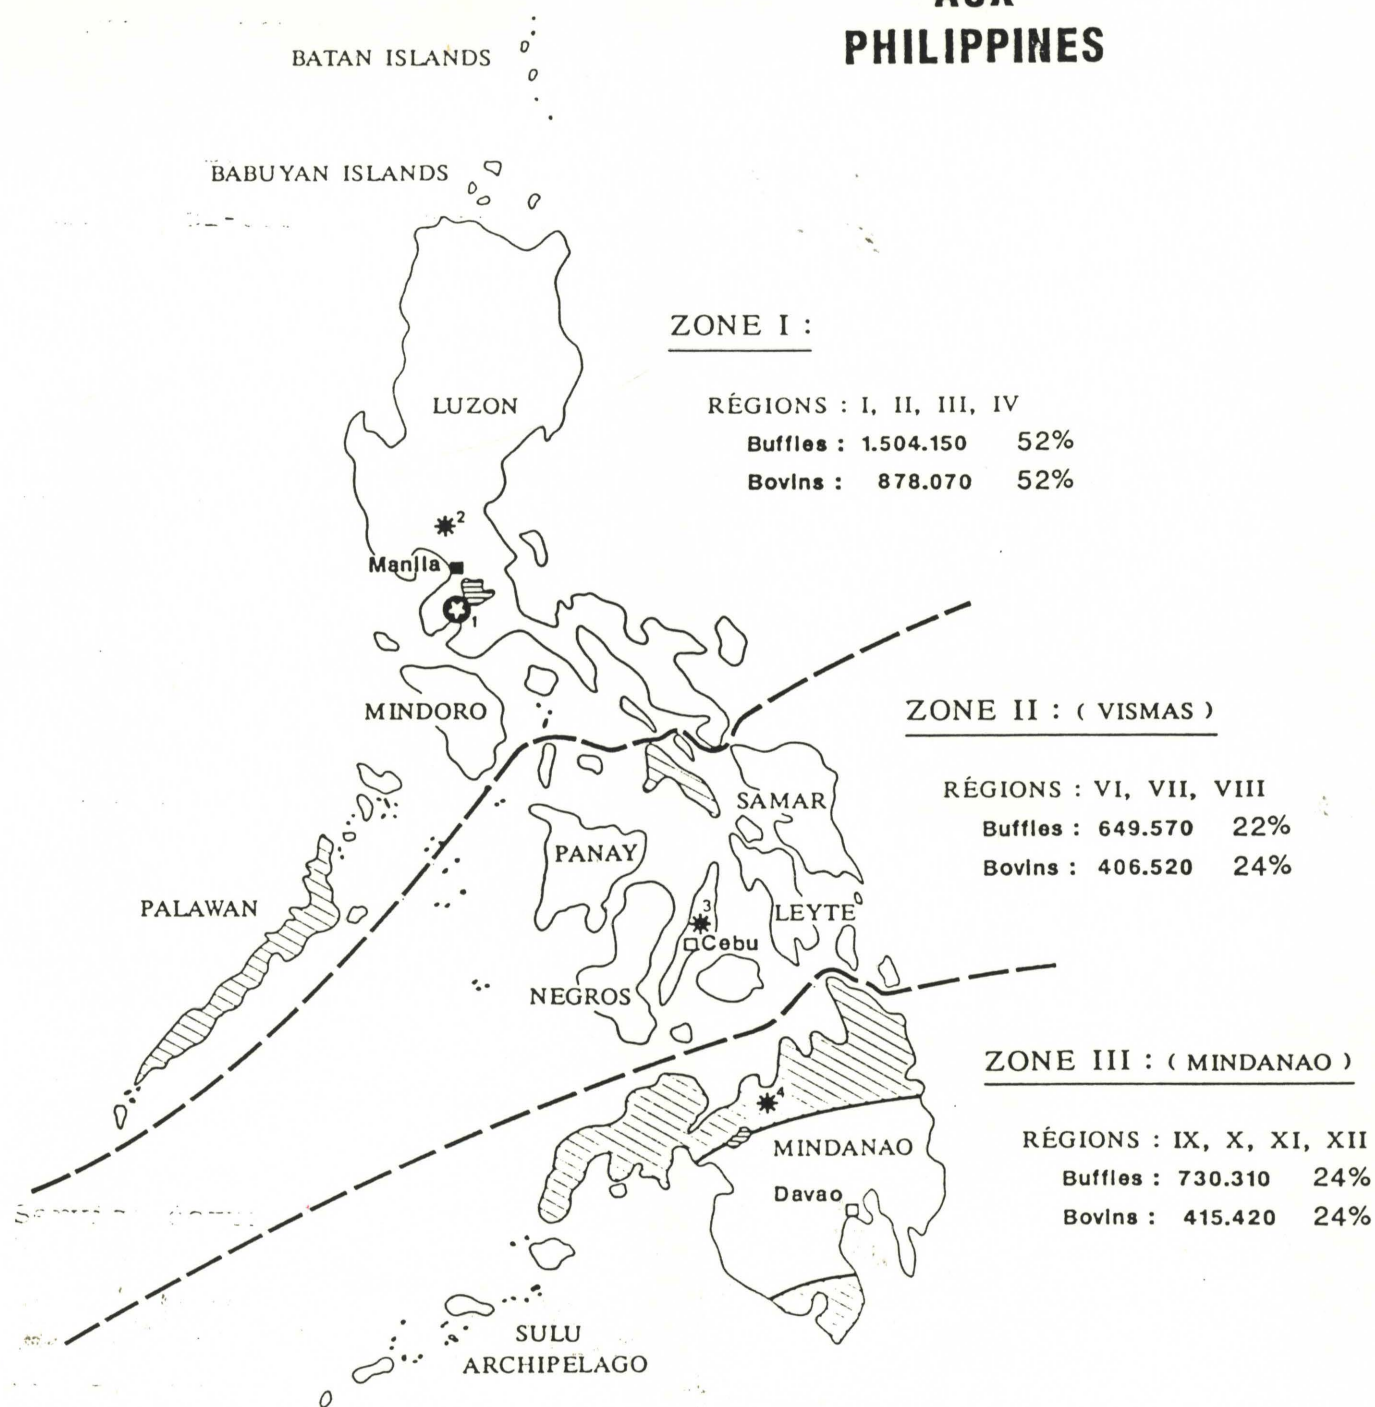 AUX
PHILIPPINES
BATAN ISLANDS
BABUYAN ISLANDS
ZONE I :
RÉGIONS : I, II, III, IV
Buffles : 1.504.150 52%
Bovins : 878.070 52%
LUZON
2
Manila
1
MINDORO
ZONE II : ( VISMAS )
RÉGIONS : VI, VII, VIII
Buffles : 649.570 22%
Bovins : 406.520 24%
SAMAR
PANAY
PALAWAN
LEYTE
3
Cebu
NEGROS
ZONE III : ( MINDANAO )
RÉGIONS : IX, X, XI, XII
Buffles : 730.310 24%
Bovins : 415.420 24%
4
MINDANAO
Davao
SULU
ARCHIPELAGO